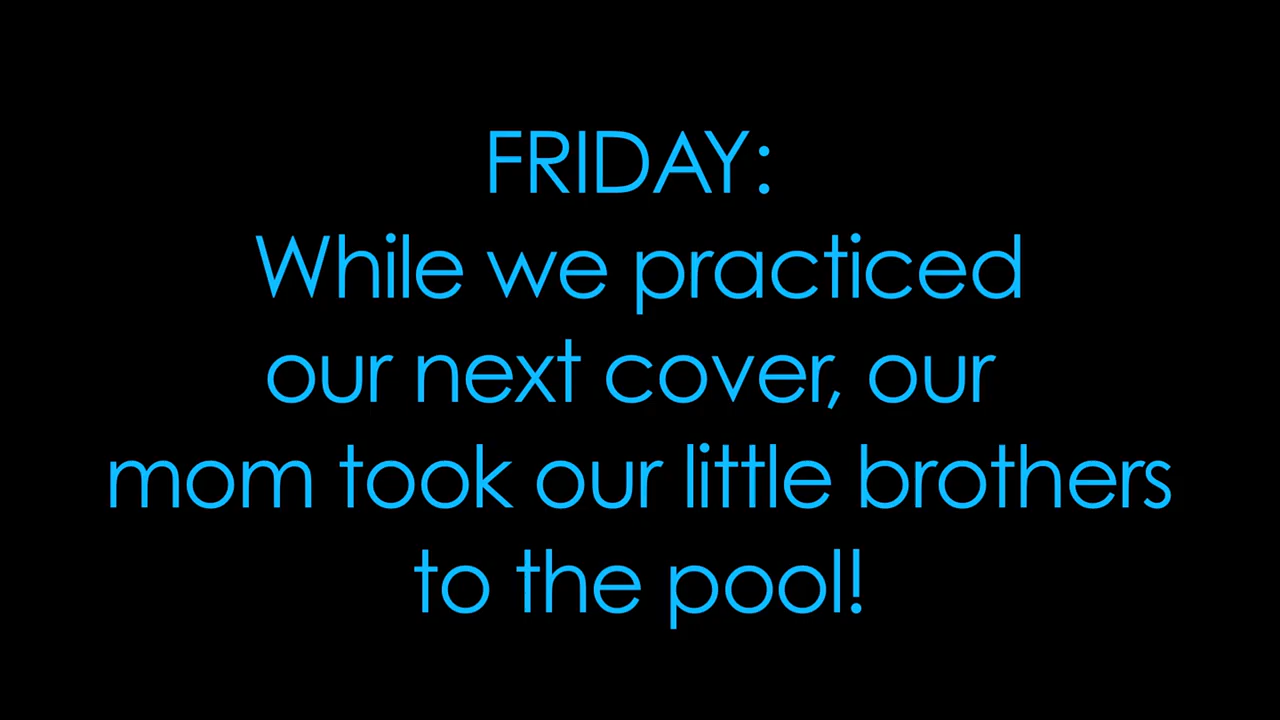 FRIDAY:
While we practiced
our next cover, our
mom took our little brothers
to the pool!